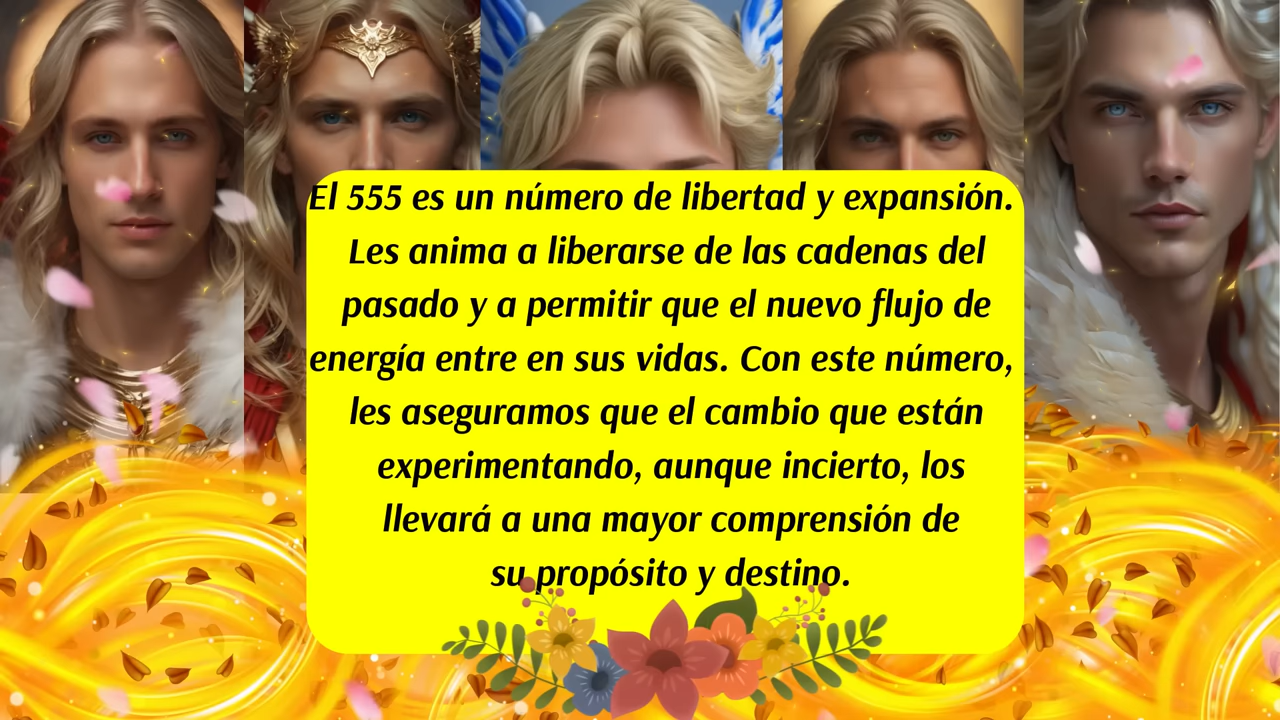 El 555 es un número de libertad y expansión.
Les anima a liberarse de las cadenas del
pasado y a permitir que el nuevo flujo de
energía entre en sus vidas. Con este número,
les aseguramos que el cambio que están
experimentando, aunque incierto, los
llevará a una mayor comprensión de
su propósito y destino.